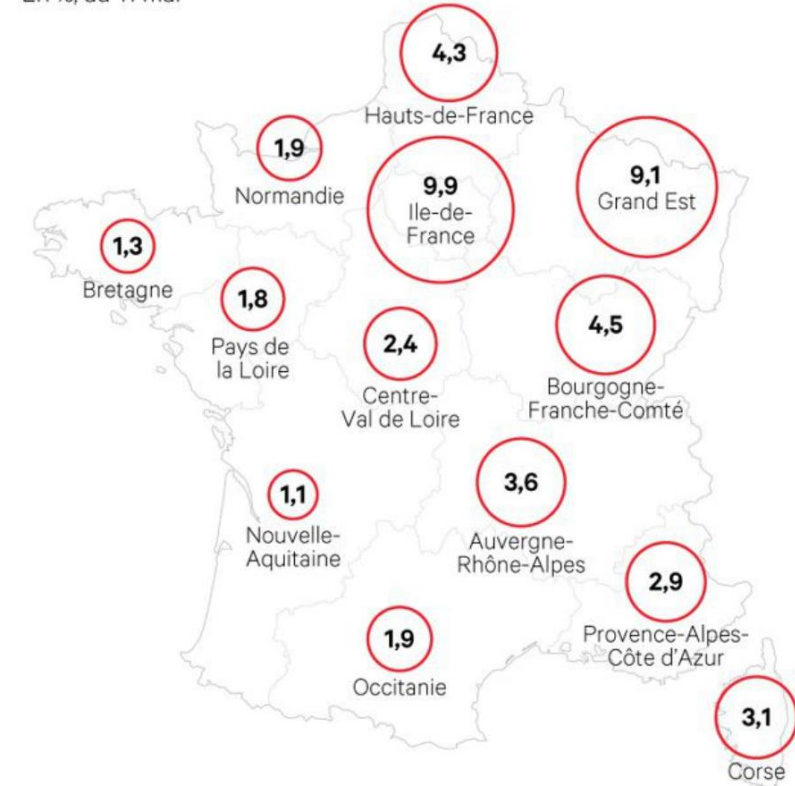 4,3
Hauts-de-France
1,9
Normandie
9,9
Ile-de-
France
9,1
Grand Est
1,3
Bretagne
1,8
Pays de
la Loire
2,4
Centre-
Val de Loire
4,5
Bourgogne-
Franche-Comté
1,1
Nouvelle-
Aquitaine
3,6
Auvergne-
Rhône-Alpes
2,9
Provence-Alpes-
Côte d'Azur
1,9
Occitanie
3,1
Corse